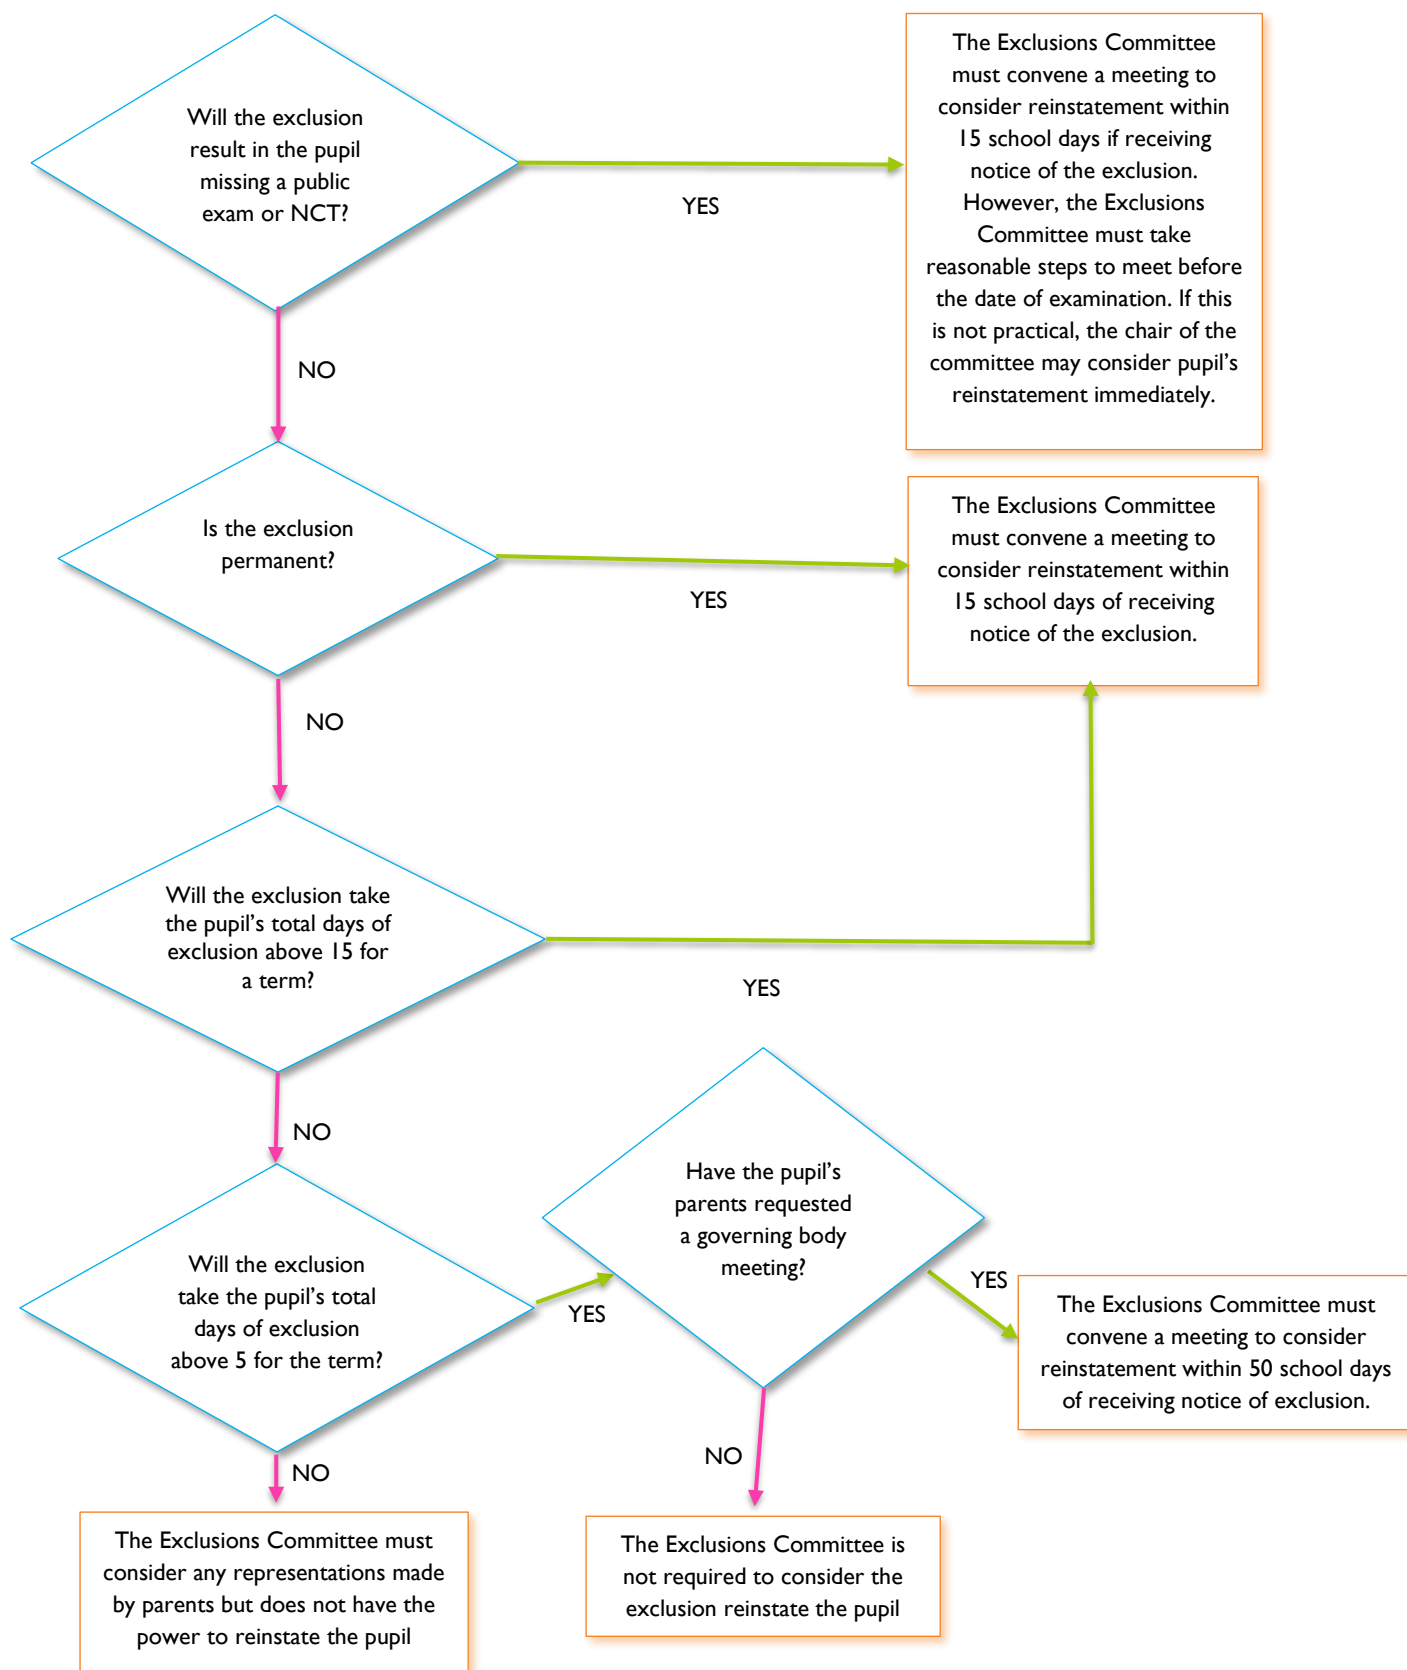 Will the exclusion
result in the pupil
missing a public
exam or NCT?
YES
The Exclusions Committee
must convene a meeting to
consider reinstatement within
15 school days if receiving
notice of the exclusion.
However, the Exclusions
Committee must take
reasonable steps to meet before
the date of examination. If this
is not practical, the chair of the
committee may consider pupil’s
reinstatement immediately.
NO
Is the exclusion
permanent?
YES
The Exclusions Committee
must convene a meeting to
consider reinstatement within
15 school days of receiving
notice of the exclusion.
NO
Will the exclusion take
the pupil’s total days of
exclusion above 15 for
a term?
YES
NO
Will the exclusion
take the pupil’s total
days of exclusion
above 5 for the term?
YES
Have the pupil’s
parents requested
a governing body
meeting?
YES
The Exclusions Committee must
convene a meeting to consider
reinstatement within 50 school days
of receiving notice of exclusion.
NO
NO
The Exclusions Committee must
consider any representations made
by parents but does not have the
power to reinstate the pupil
The Exclusions Committee is
not required to consider the
exclusion reinstate the pupil